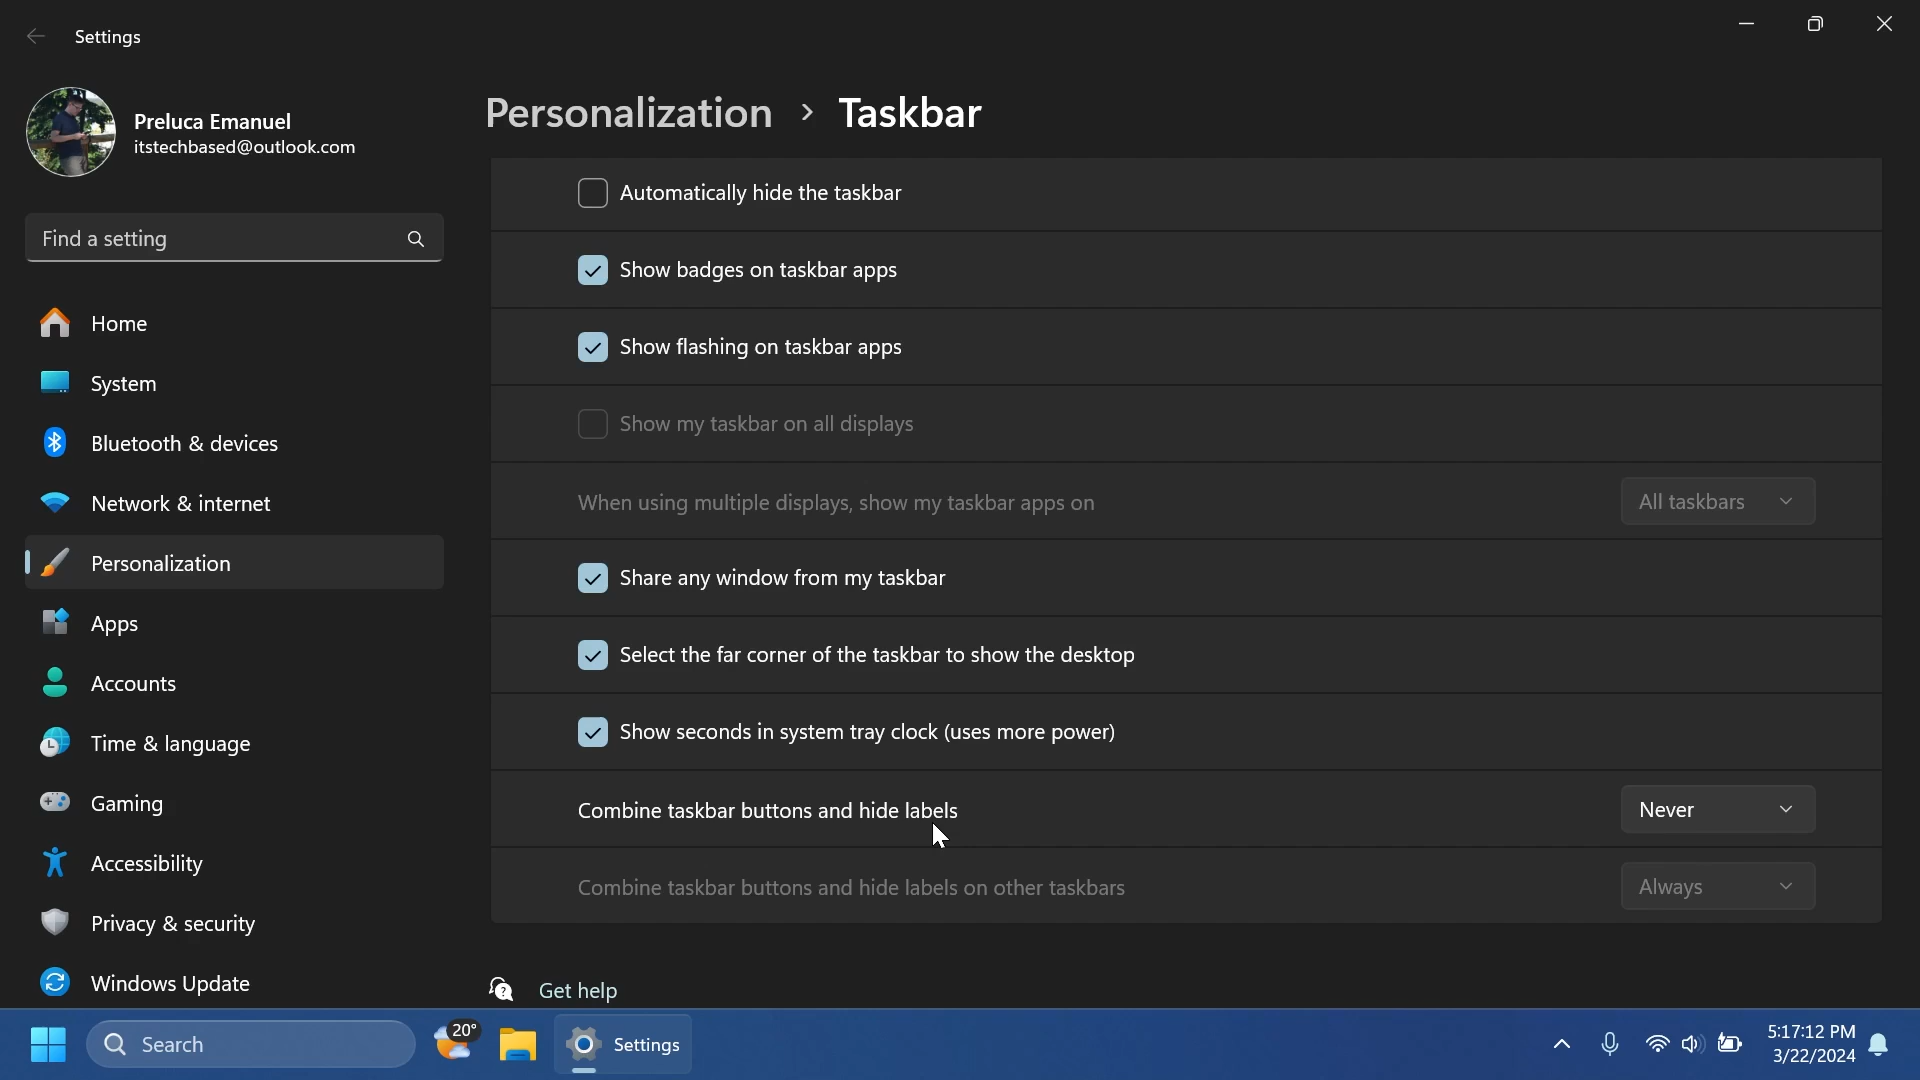 Settings
Preluca Emanuel
itstechbased@outlook.com
Find a setting
Home
System
Bluetooth & devices
Network & internet
Personalization
Apps
Accounts
Time & language
Gaming
Accessibility
Privacy & security
Windows Update
Personalization > Taskbar
Automatically hide the taskbar
Show badges on taskbar apps
Show flashing on taskbar apps
Show my taskbar on all displays
When using multiple displays, show my taskbar apps on All taskbars
Share any window from my taskbar
Select the far corner of the taskbar to show the desktop
Show seconds in system tray clock (uses more power)
Combine taskbar buttons and hide labels Never
Combine taskbar buttons and hide labels on other taskbars Always
Get help
Search
20°
Settings
5:17:12 PM
3/22/2024